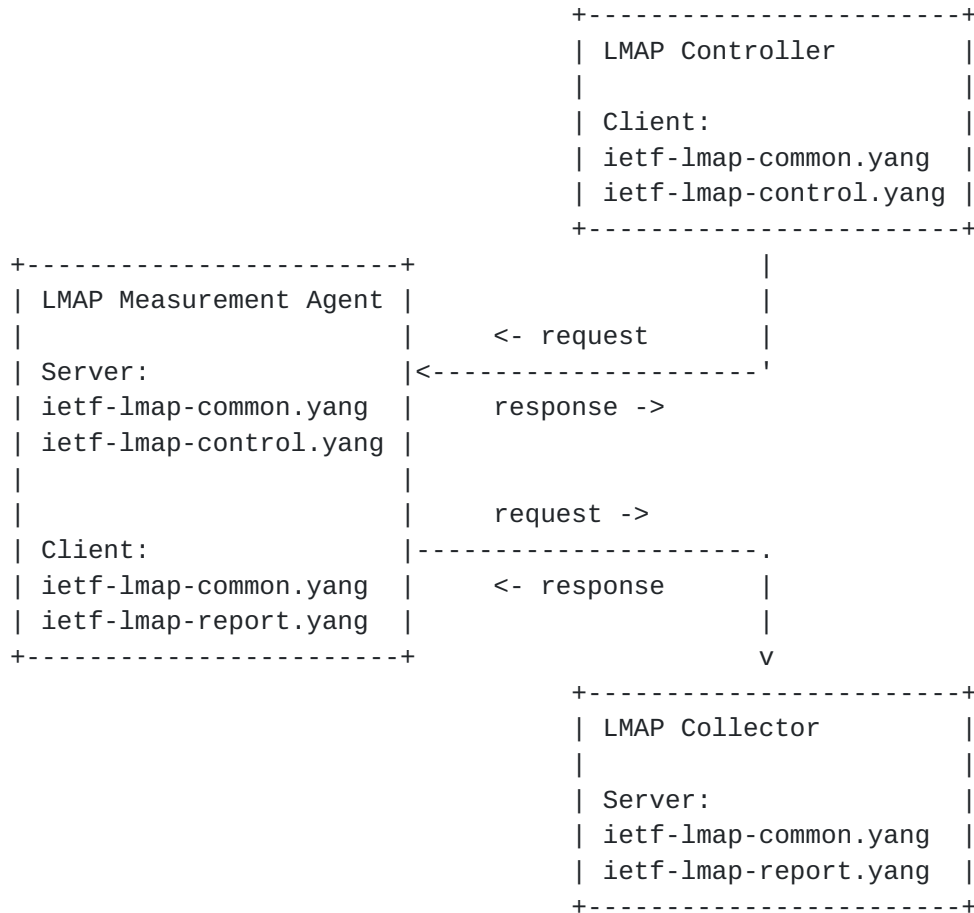 LMAP Controller
Client:
ietf-lmap-common.yang
ietf-lmap-control.yang
LMAP Measurement Agent
<- request
Server:
ietf-lmap-common.yang
response ->
ietf-lmap-control.yang
request ->
Client:
ietf-lmap-common.yang
<- response
ietf-lmap-report.yang
LMAP Collector
Server:
ietf-lmap-common.yang
ietf-lmap-report.yang